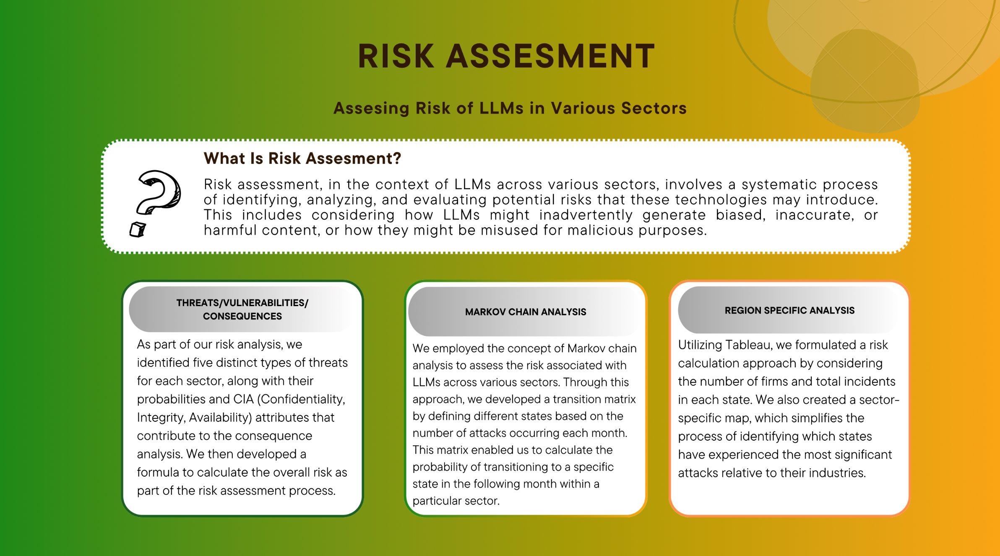 RISK ASSESMENT
Assesing Risk of LLMs in Various Sectors
What Is Risk Assesment?
Risk assessment, in the context of LLMs across various sectors, involves a systematic process
of identifying, analyzing, and evaluating potential risks that these technologies may introduce.
This includes considering how LLMs might inadvertently generate biased, inaccurate, or
harmful content, or how they might be misused for malicious purposes.
THREATS/VULNERABILITIES/
CONSEQUENCES
As part of our risk analysis, we
identified five distinct types of threats
for each sector, along with their
probabilities and CIA (Confidentiality,
Integrity, Availability) attributes that
contribute to the consequence
analysis. We then developed a
formula to calculate the overall risk as
part of the risk assessment process.
MARKOV CHAIN ANALYSIS
We employed the concept of Markov chain
analysis to assess the risk associated with
LLMs across various sectors. Through this
approach, we developed a transition matrix
by defining different states based on the
number of attacks occurring each month.
This matrix enabled us to calculate the
probability of transitioning to a specific
state in the following month within a
particular sector.
REGION SPECIFIC ANALYSIS
Utilizing Tableau, we formulated a risk
calculation approach by considering
the number of firms and total incidents
in each state. We also created a sector-
specific map, which simplifies the
process of identifying which states
have experienced the most significant
attacks relative to their industries.